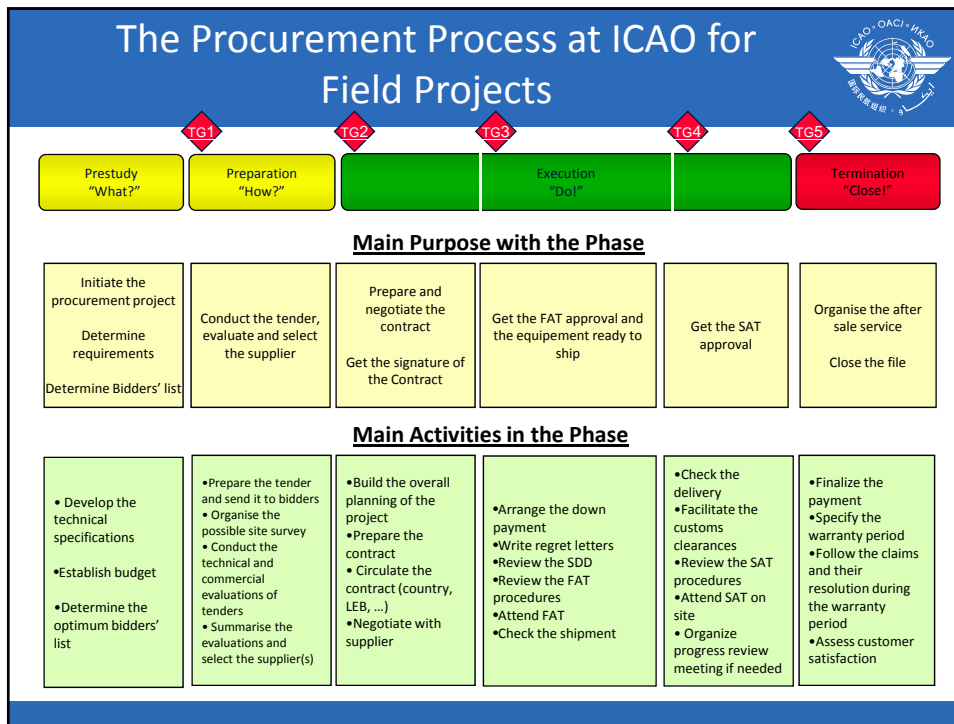 The Procurement Process at ICAO for
Field Projects
ICAO · OACI · ИКАО
国际民航组织 · ايكاو
TG1
TG2
TG3
TG4
TG5
Prestudy
"What?"
Preparation
"How?"
Execution
"Do!"
Termination
"Close!"
Main Purpose with the Phase
Initiate the
procurement project
Determine
requirements
Determine Bidders' list
Conduct the tender,
evaluate and select
the supplier
Prepare and
negotiate the
contract
Get the signature of
the Contract
Get the FAT approval and
the equipement ready to
ship
Get the SAT
approval
Organise the after
sale service
Close the file
Main Activities in the Phase
• Develop the
technical
specifications
•Establish budget
•Determine the
optimum bidders'
list
•Prepare the tender
and send it to bidders
• Organise the
possible site survey
• Conduct the
technical and
commercial
evaluations of
tenders
• Summarise the
evaluations and
select the supplier(s)
•Build the overall
planning of the
project
•Prepare the
contract
• Circulate the
contract (country,
LEB, ...)
•Negotiate with
supplier
•Arrange the down
payment
•Write regret letters
•Review the SDD
•Review the FAT
procedures
•Attend FAT
•Check the shipment
•Check the
delivery
•Facilitate the
customs
clearances
•Review the SAT
procedures
•Attend SAT on
site
• Organize
progress review
meeting if needed
•Finalize the
payment
•Specify the
warranty period
•Follow the claims
and their
resolution during
the warranty
period
•Assess customer
satisfaction